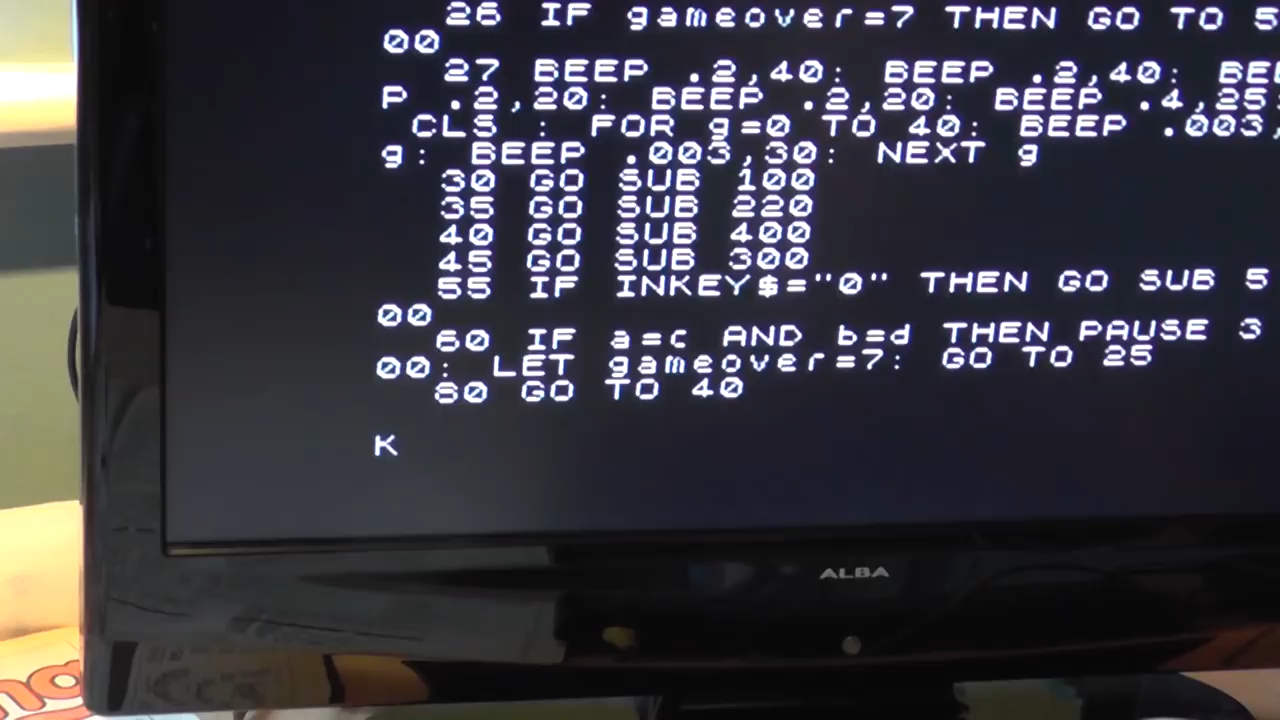 26 IF gameover=7 THEN GO TO 5
00
27 BEEP .2,40: BEEP .2,40: BEE
P .2,20: BEEP .2,20: BEEP .4,25:
CLS : FOR g=0 TO 40: BEEP .003,
g: BEEP .003,30: NEXT g
30 GO SUB 100
35 GO SUB 220
40 GO SUB 400
45 GO SUB 300
55 IF INKEY$="0" THEN GO SUB 5
00
60 IF a=c AND b=d THEN PAUSE 3
00: LET gameover=7: GO TO 25
80 GO TO 40
K
ALBA